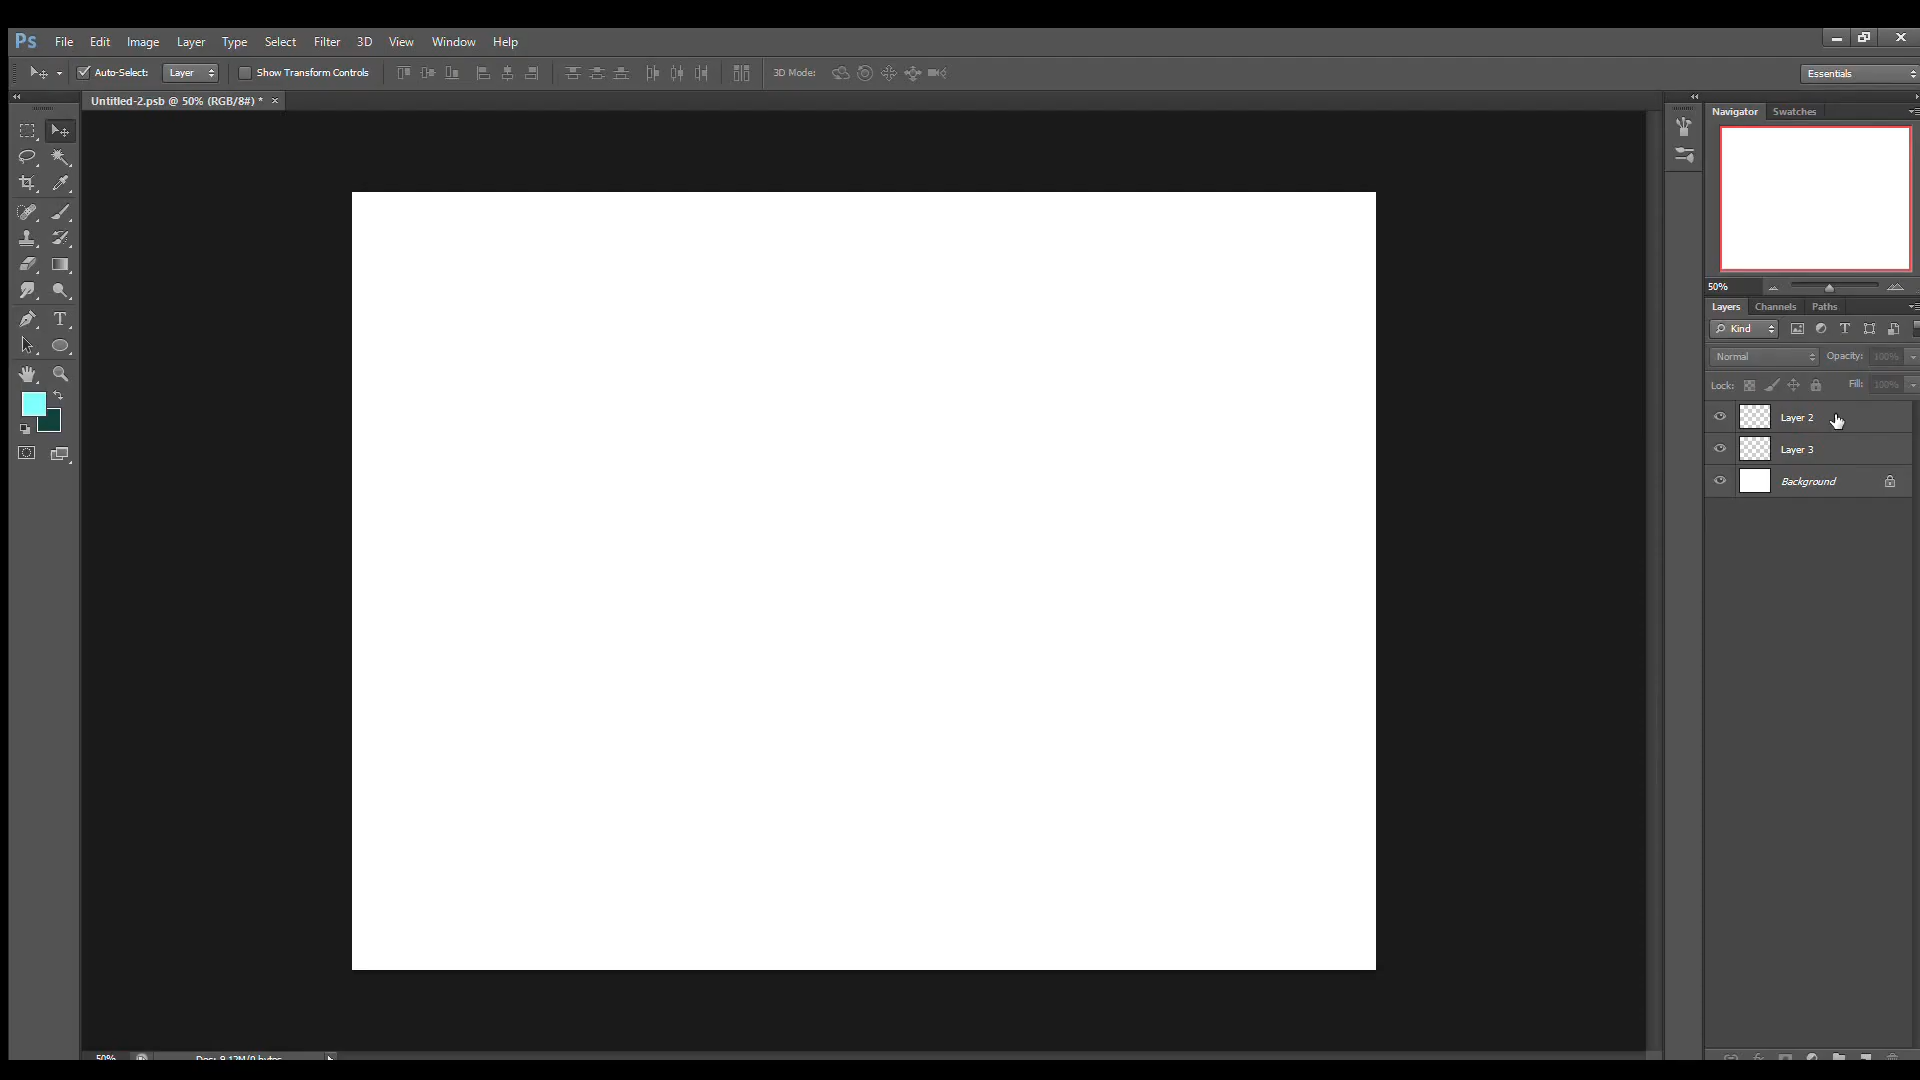 Ps File Edit Image Layer Type Select Filter 3D View Window Help
Auto-Select: Layer Show Transform Controls 3D Mode: Essentials
Untitled-2.psb @ 50% (RGB/8#) * ×
Navigator Swatches
50%
Layers Channels Paths
Kind
Normal Opacity: 100%
Lock: Fill: 100%
Layer 2
Layer 3
Background
50% Doc: 9.12M/0 bytes